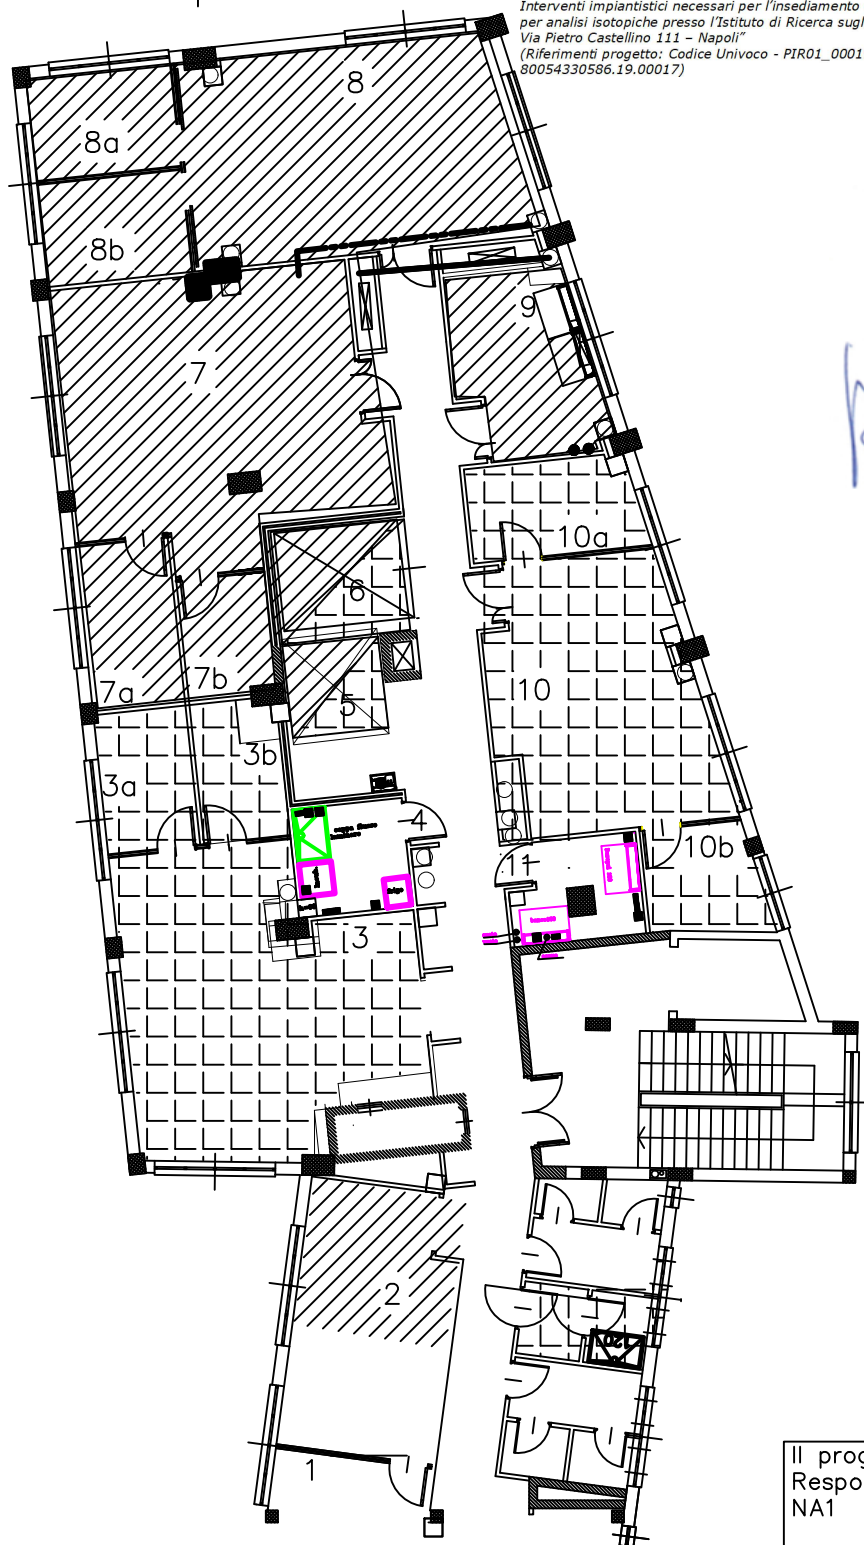 Interventi impiantistici necessari per l'insediamento
per analisi isotopiche presso l'Istituto di Ricerca sugl
Via Pietro Castellino 111 – Napoli"
(Riferimenti progetto: Codice Univoco - PIR01_0001
80054330586.19.00017)
8
8a
8b
9
7
10a
6
7a
7b
10
5
3b
3a
4
11
10b
3
2
120
1
Il prog
Respo
NA1